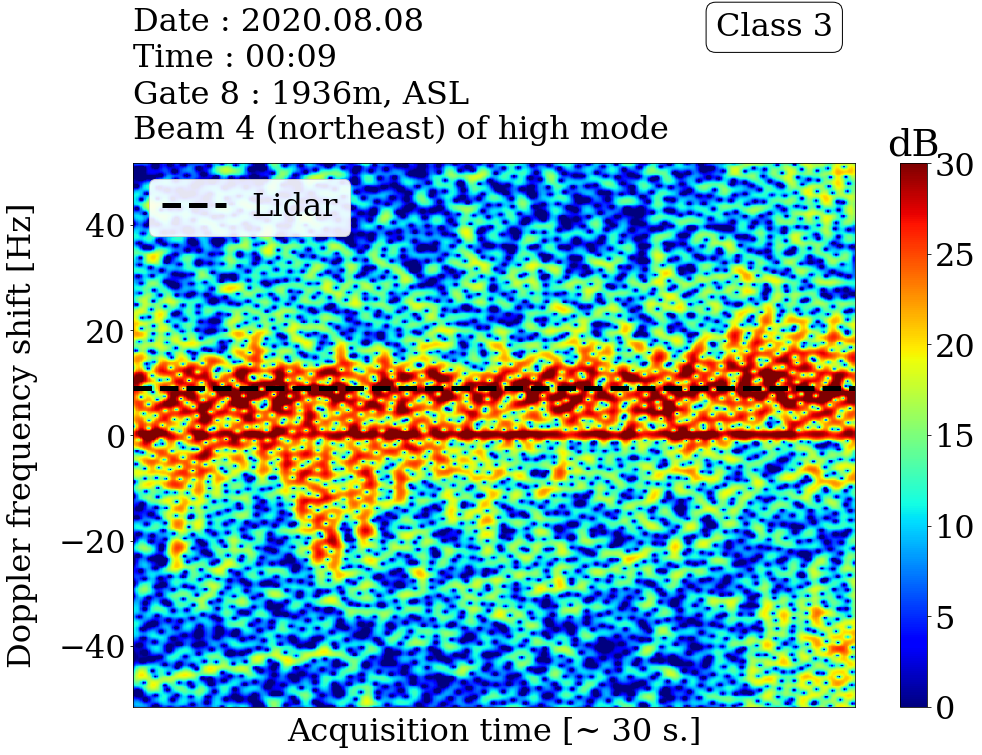 Date : 2020.08.08
Time : 00:09
Gate 8 : 1936m, ASL
Beam 4 (northeast) of high mode
Class 3
dB
Lidar
Doppler frequency shift [Hz]
40
20
0
−20
−40
30
25
20
15
10
5
0
Acquisition time [~ 30 s.]